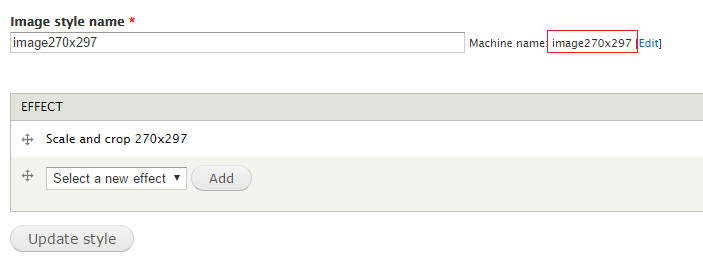 Image style name *
image270x297 Machine name: image270x297 [Edit]
EFFECT
Scale and crop 270x297
Select a new effect Add
Update style